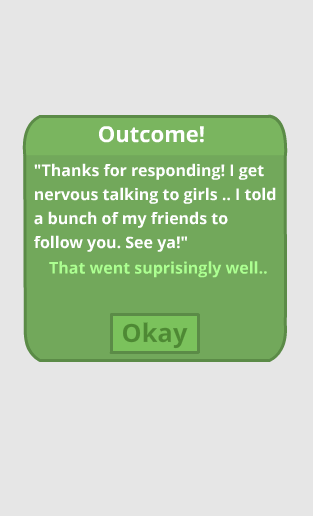 Outcome!
"Thanks for responding! I get
nervous talking to girls .. I told
a bunch of my friends to
follow you. See ya!"
That went suprisingly well..
Okay